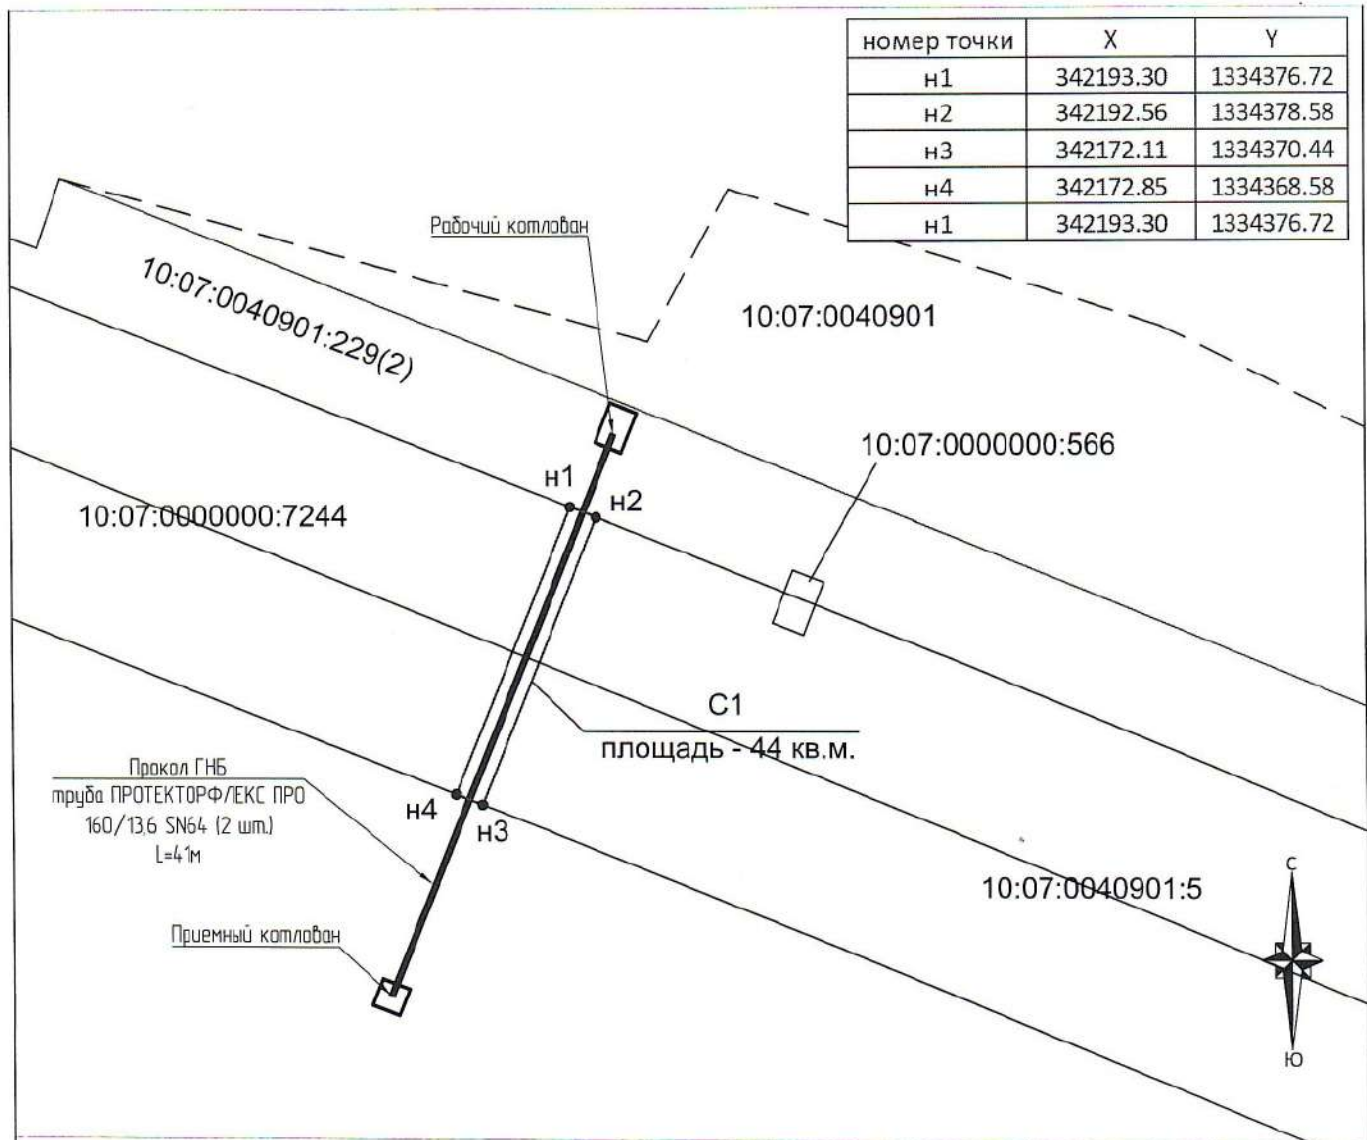 номер точки X Y
н1 342193.30 1334376.72
н2 342192.56 1334378.58
н3 342172.11 1334370.44
н4 342172.85 1334368.58
н1 342193.30 1334376.72
Рабочий котлован
10:07:0040901:229(2)
10:07:0040901
10:07:0000000:566
н1
н2
10:07:0000000:7244
С1
площадь - 44 кв.м.
Прокол ГНБ
труба ПРОТЕКТОРФЛЕКС ПРО
160/13,6 SN64 (2 шт.)
L=41м
н4
н3
10:07:0040901:5
Приемный котлован
С
Ю